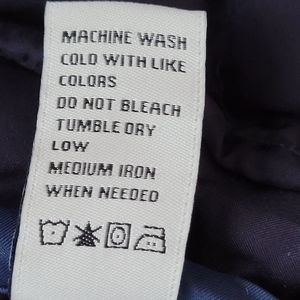 MACHINE WASH
COLD WITH LIKE
COLORS
DO NOT BLEACH
TUMBLE DRY
LOW
MEDIUM IRON
WHEN NEEDED